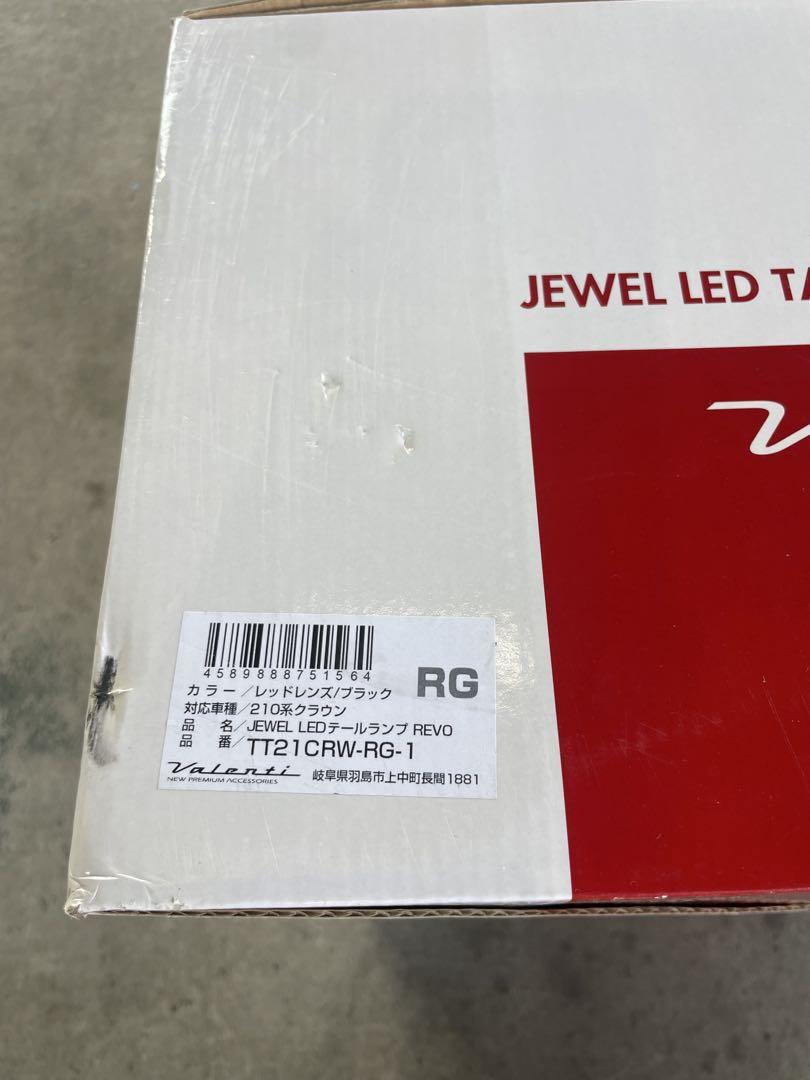 JEWEL LED TA
4589888751564
RG
カラー/レッドレンズ/ブラック
対応車種/210系クラウン
品名/JEWEL LEDテールランプ REVO
品番/TT21CRW-RG-1
Valenti
NEW PREMIUM ACCESSORIES
岐阜県羽島市上中町長間1881